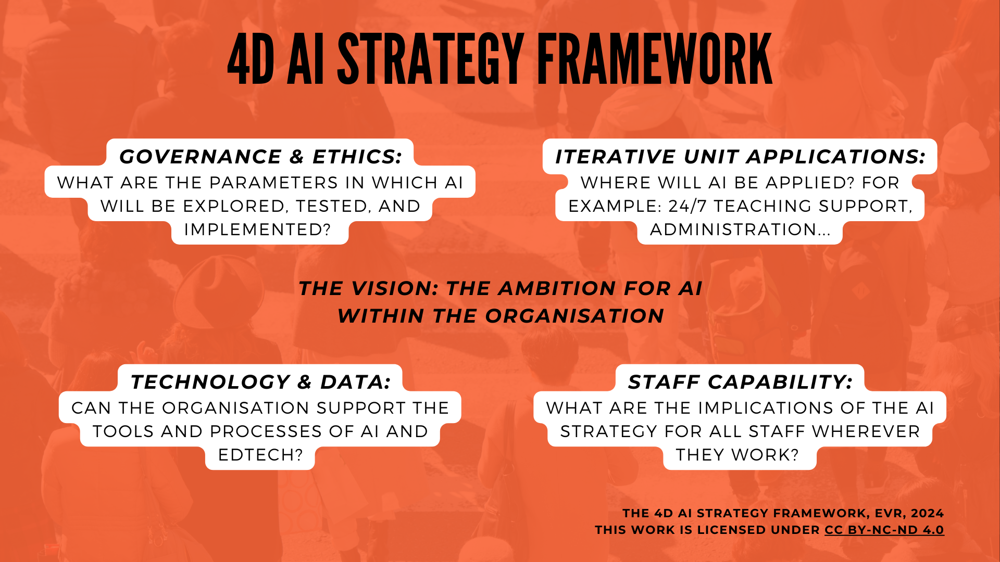 4D AI STRATEGY FRAMEWORK
GOVERNANCE & ETHICS:
WHAT ARE THE PARAMETERS IN WHICH AI
WILL BE EXPLORED, TESTED, AND
IMPLEMENTED?
ITERATIVE UNIT APPLICATIONS:
WHERE WILL AI BE APPLIED? FOR
EXAMPLE: 24/7 TEACHING SUPPORT,
ADMINISTRATION...
THE VISION: THE AMBITION FOR AI
WITHIN THE ORGANISATION
TECHNOLOGY & DATA:
CAN THE ORGANISATION SUPPORT THE
TOOLS AND PROCESSES OF AI AND
EDTECH?
STAFF CAPABILITY:
WHAT ARE THE IMPLICATIONS OF THE AI
STRATEGY FOR ALL STAFF WHEREVER
THEY WORK?
THE 4D AI STRATEGY FRAMEWORK, EVR, 2024
THIS WORK IS LICENSED UNDER CC BY-NC-ND 4.0